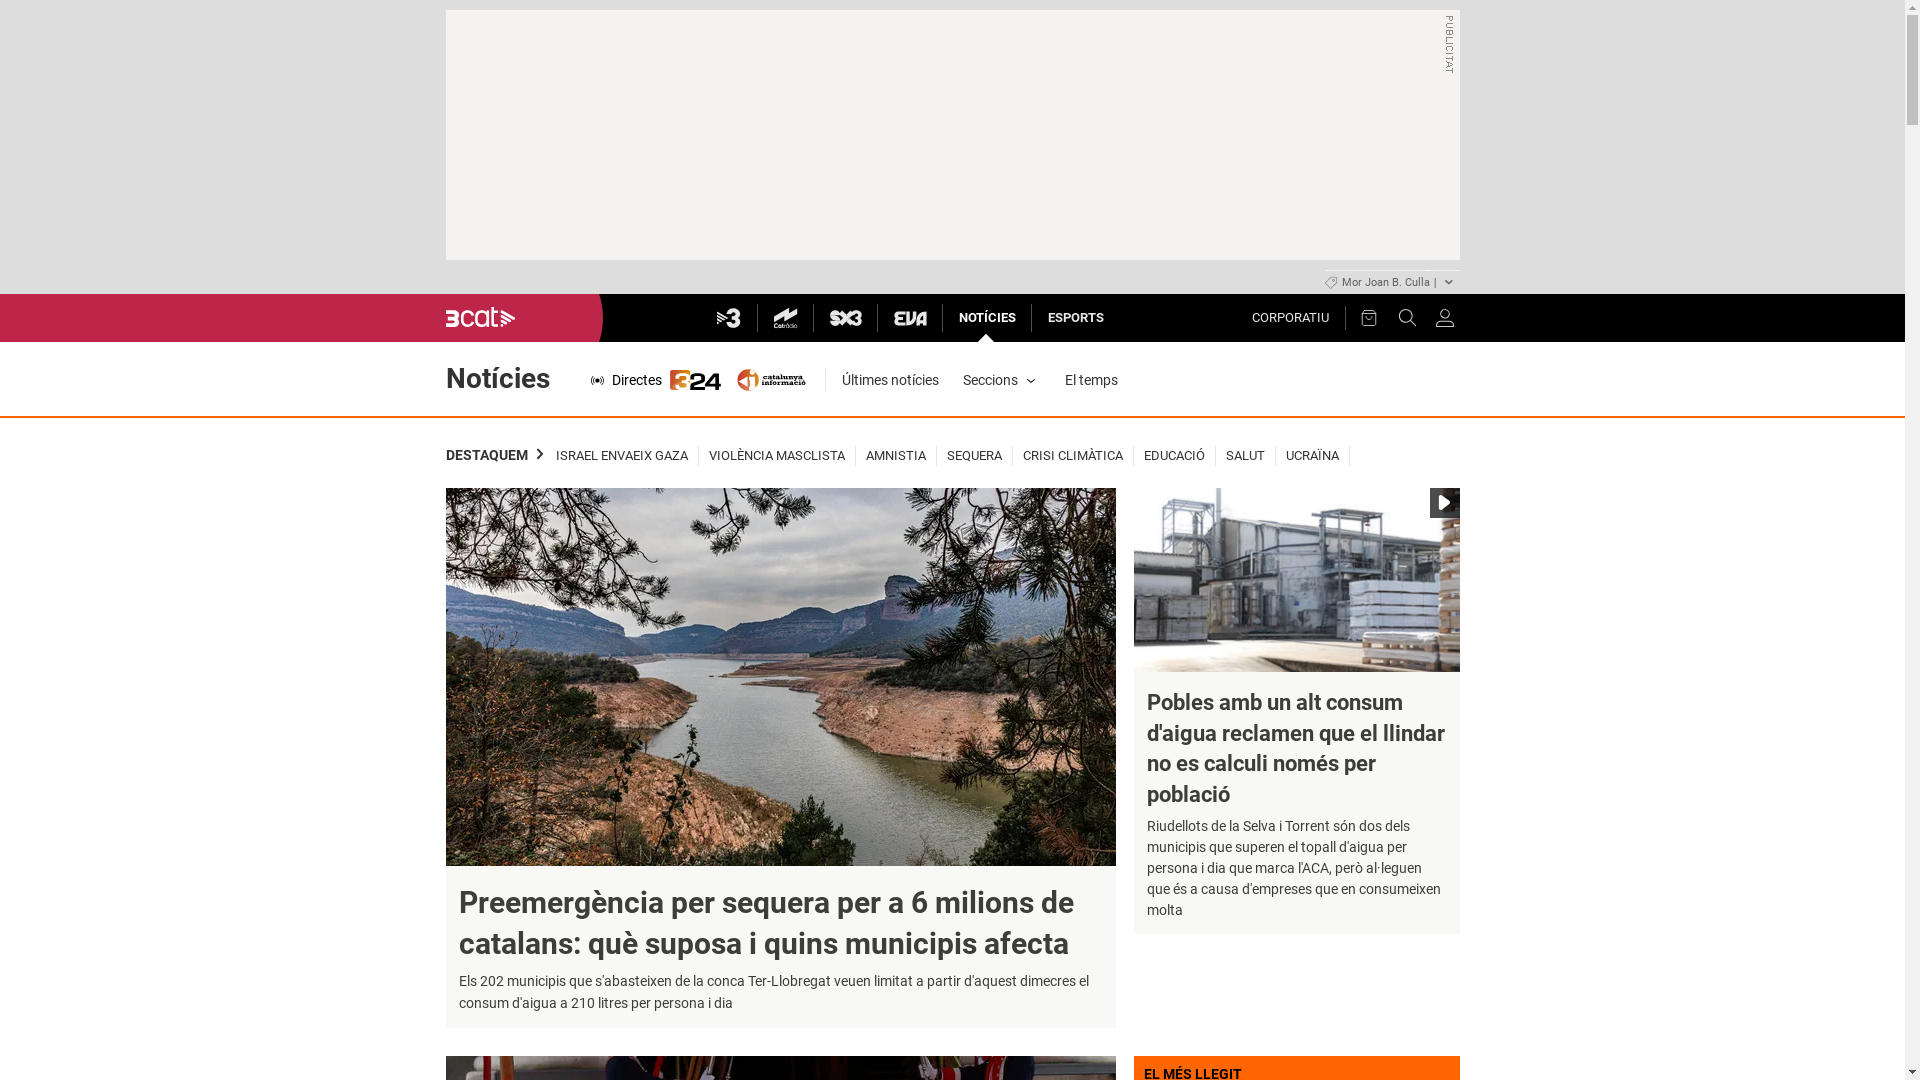 PUBLICITAT
Mor Joan B. Culla |
3cat
3
Catràdio
SX3
EVA
NOTÍCIES
ESPORTS
CORPORATIU
Notícies
Directes
324
catalunya
informació
Últimes notícies
Seccions
El temps
DESTAQUEM
ISRAEL ENVAEIX GAZA
VIOLÈNCIA MASCLISTA
AMNISTIA
SEQUERA
CRISI CLIMÀTICA
EDUCACIÓ
SALUT
UCRAÏNA
Preemergència per sequera per a 6 milions de
catalans: què suposa i quins municipis afecta
Els 202 municipis que s'abasteixen de la conca Ter-Llobregat veuen limitat a partir d'aquest dimecres el
consum d'aigua a 210 litres per persona i dia
Pobles amb un alt consum
d'aigua reclamen que el llindar
no es calculi només per
població
Riudellots de la Selva i Torrent són dos dels
municipis que superen el topall d'aigua per
persona i dia que marca l'ACA, però al·leguen
que és a causa d'empreses que en consumeixen
molta
EL MÉS LLEGIT